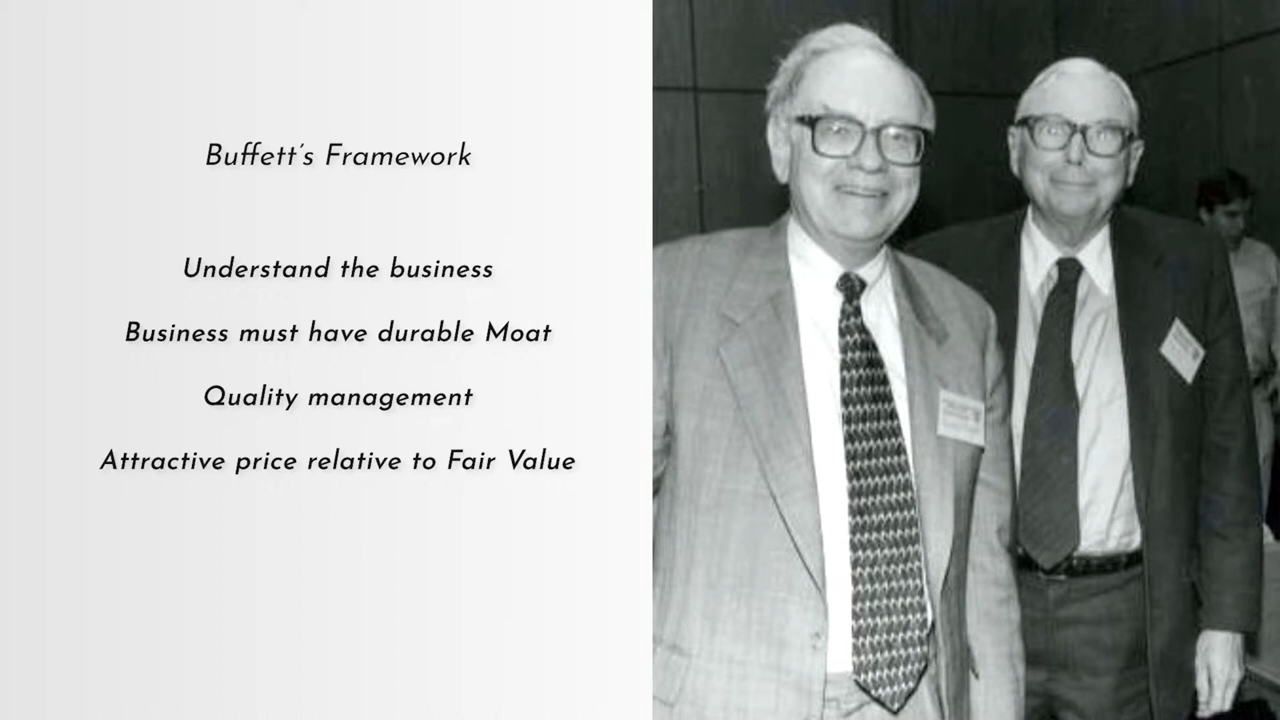 Buffett's Framework
Understand the business
Business must have durable Moat
Quality management
Attractive price relative to Fair Value